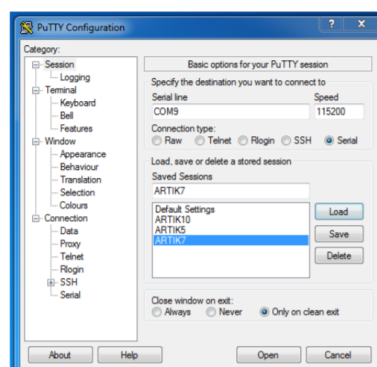 PuTTY Configuration
Category:
Session
Logging
Terminal
Keyboard
Bell
Features
Window
Appearance
Behaviour
Translation
Selection
Colours
Connection
Data
Proxy
Telnet
Rlogin
SSH
Serial
Basic options for your PuTTY session
Specify the destination you want to connect to
Serial line Speed
COM9 115200
Connection type:
Raw Telnet Rlogin SSH Serial
Load, save or delete a stored session
Saved Sessions
ARTIK7
Default Settings
ARTIK10
ARTIK5
ARTIK7
Load
Save
Delete
Close window on exit:
Always Never Only on clean exit
About Help Open Cancel